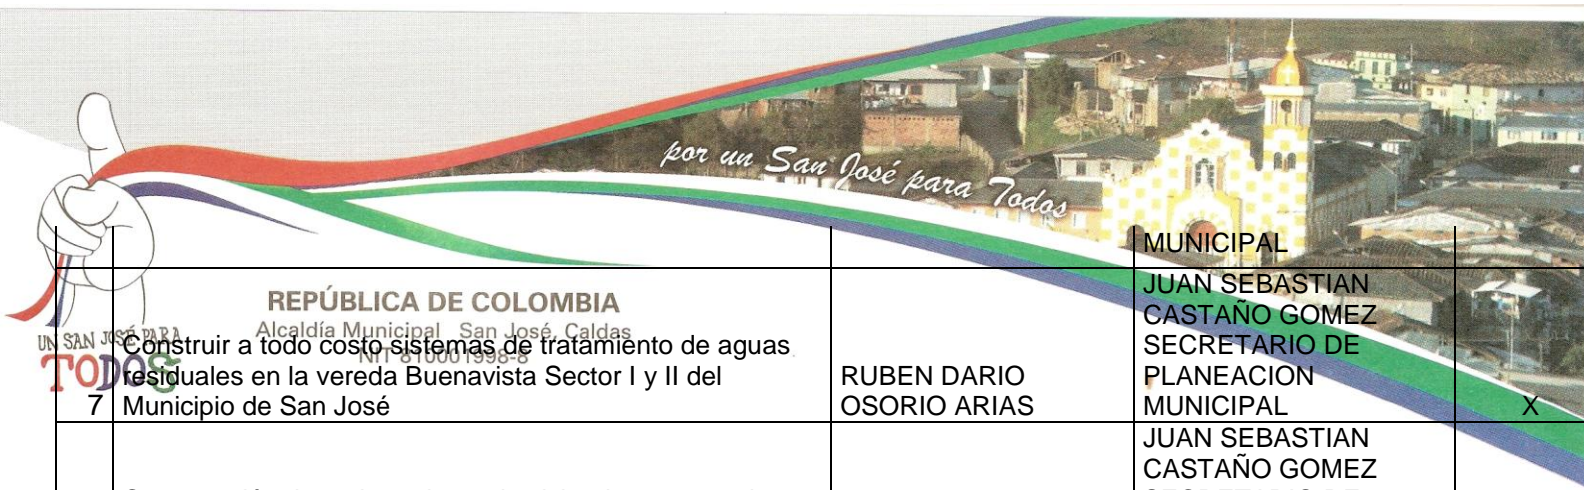 por un San José para Todos
MUNICIPAL
REPÚBLICA DE COLOMBIA
Alcaldía Municipal San José, Caldas
NIT 810001998-8
UN SAN JOSÉ PARA
TODOS
7
Construir a todo costo sistemas de tratamiento de aguas
residuales en la vereda Buenavista Sector I y II del
Municipio de San José
RUBEN DARIO
OSORIO ARIAS
JUAN SEBASTIAN
CASTAÑO GOMEZ
SECRETARIO DE
PLANEACION
MUNICIPAL
X
JUAN SEBASTIAN
CASTAÑO GOMEZ